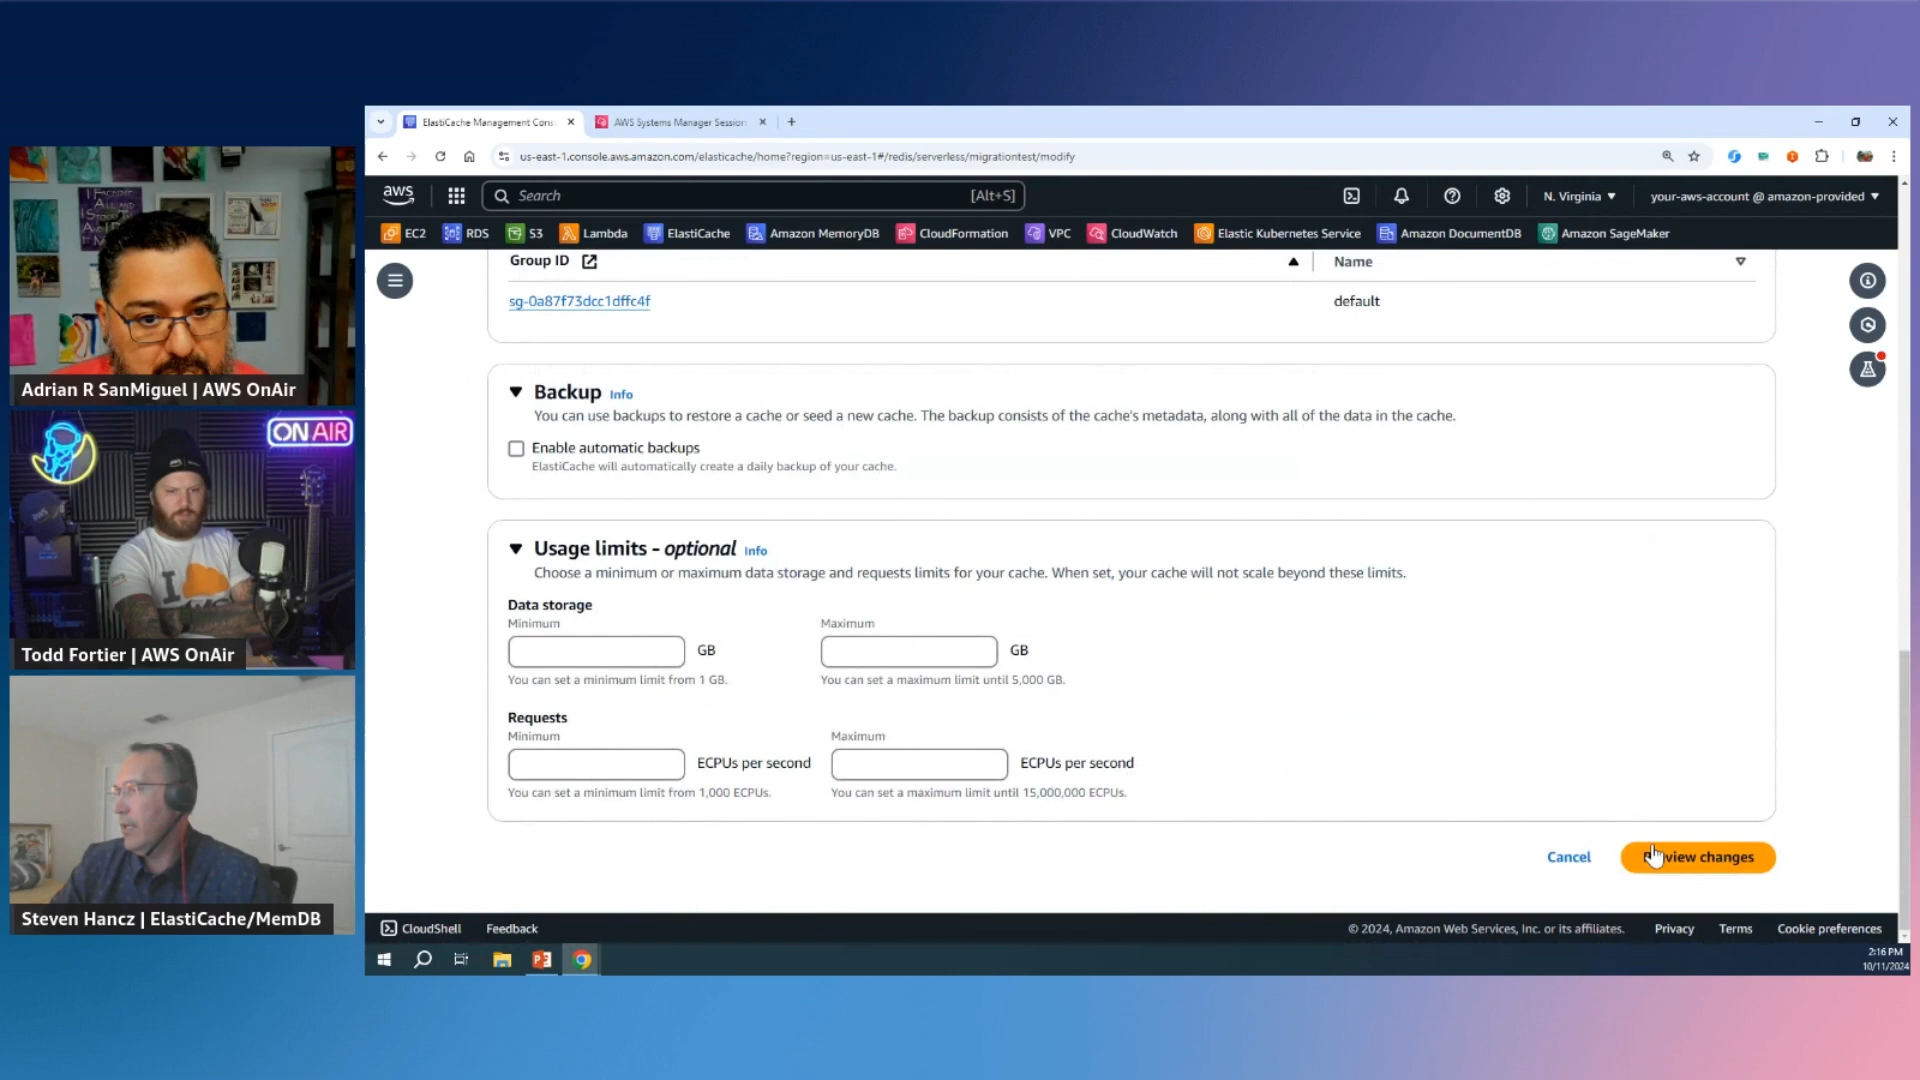 ElastiCache Management Cons
AWS Systems Manager Session
us-east-1.console.aws.amazon.com/elasticache/home?region=us-east-1#/redis/serverless/migrationtest/modify
aws
Search
[Alt+S]
N. Virginia
your-aws-account @ amazon-provided
EC2
RDS
S3
Lambda
ElastiCache
Amazon MemoryDB
CloudFormation
VPC
CloudWatch
Elastic Kubernetes Service
Amazon DocumentDB
Amazon SageMaker
Group ID
Name
sg-0a87f73dcc1dffc4f
default
Backup Info
You can use backups to restore a cache or seed a new cache. The backup consists of the cache's metadata, along with all of the data in the cache.
Enable automatic backups
ElastiCache will automatically create a daily backup of your cache.
Usage limits - optional Info
Choose a minimum or maximum data storage and requests limits for your cache. When set, your cache will not scale beyond these limits.
Data storage
Minimum
Maximum
GB
GB
You can set a minimum limit from 1 GB.
You can set a maximum limit until 5,000 GB.
Requests
Minimum
Maximum
ECPUs per second
ECPUs per second
You can set a minimum limit from 1,000 ECPUs.
You can set a maximum limit until 15,000,000 ECPUs.
Cancel
view changes
CloudShell
Feedback
© 2024, Amazon Web Services, Inc. or its affiliates.
Privacy
Terms
Cookie preferences
2:16 PM
10/11/2024
Adrian R SanMiguel | AWS OnAir
ON AIR
Todd Fortier | AWS OnAir
Steven Hancz | ElastiCache/MemDB